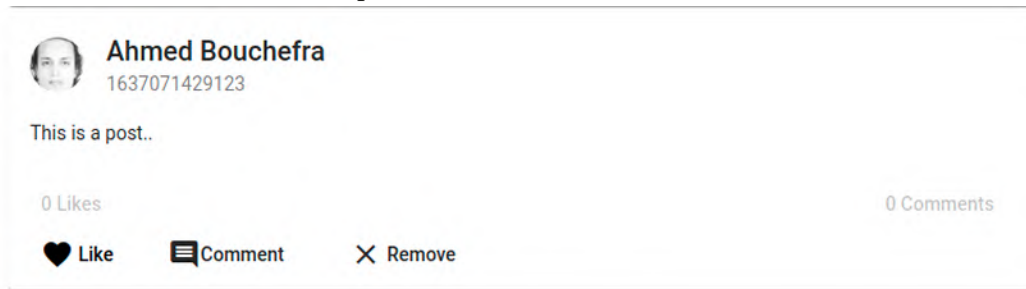 Ahmed Bouchefra
1637071429123
This is a post..
0 Likes 0 Comments
Like Comment Remove